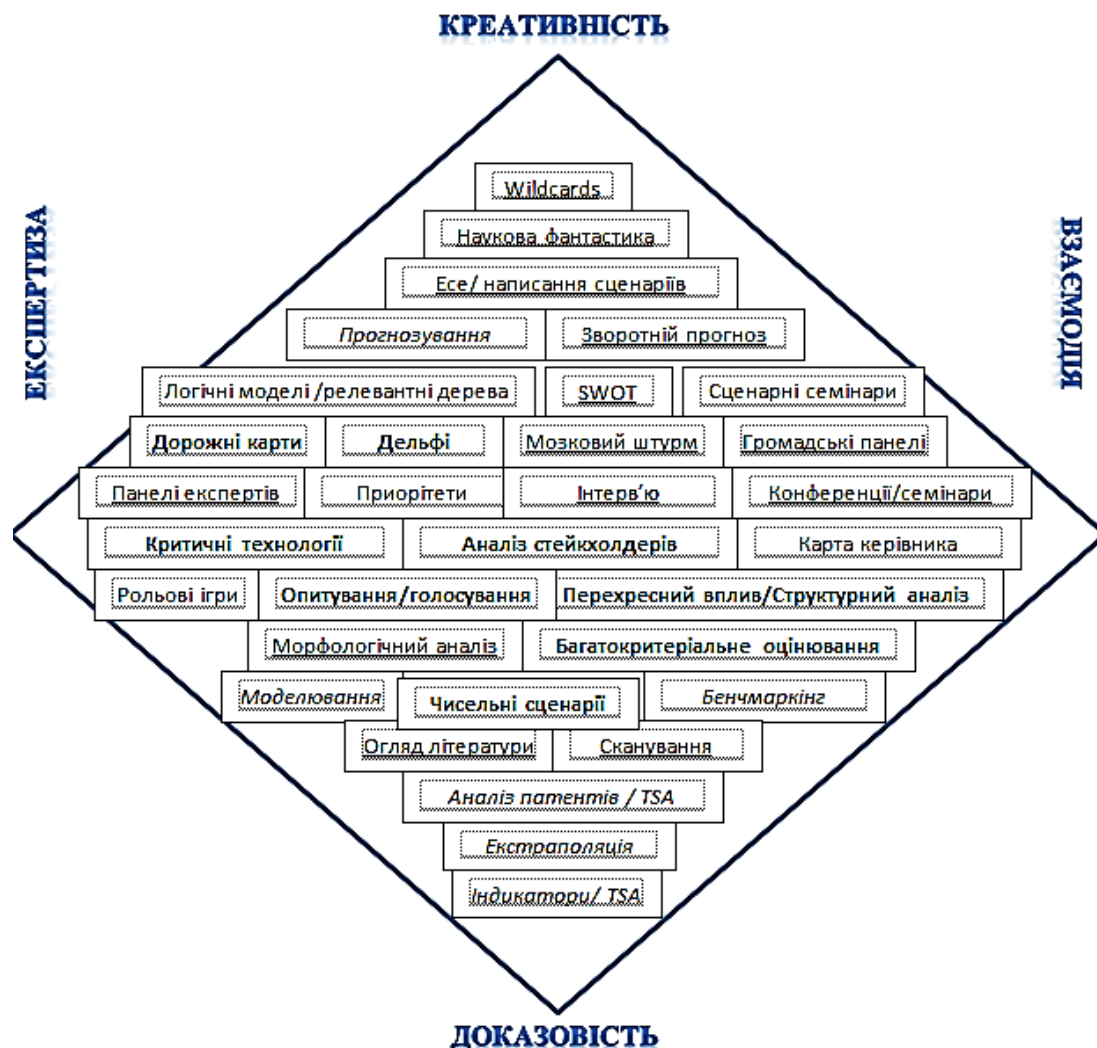 КРЕАТИВНІСТЬ
ЕКСПЕРТИЗА
ВЗАЄМОДІЯ
Wildcards
Наукова фантастика
Есе/ написання сценаріїв
Прогнозування
Зворотній прогноз
Логічні моделі /релевантні дерева
SWOT
Сценарні семінари
Дорожні карти
Дельфі
Мозковий штурм
Громадські панелі
Панелі експертів
Приорітети
Інтерв’ю
Конференції/семінари
Критичні технології
Аналіз стейкхолдерів
Карта керівника
Рольові ігри
Опитування/голосування
Перехресний вплив/Структурний аналіз
Морфологічний аналіз
Багатокритеріальне оцінювання
Моделювання
Чисельні сценарії
Бенчмаркінг
Огляд літератури
Сканування
Аналіз патентів / TSA
Екстраполяція
Індикатори/ TSA
ДОКАЗОВІСТЬ